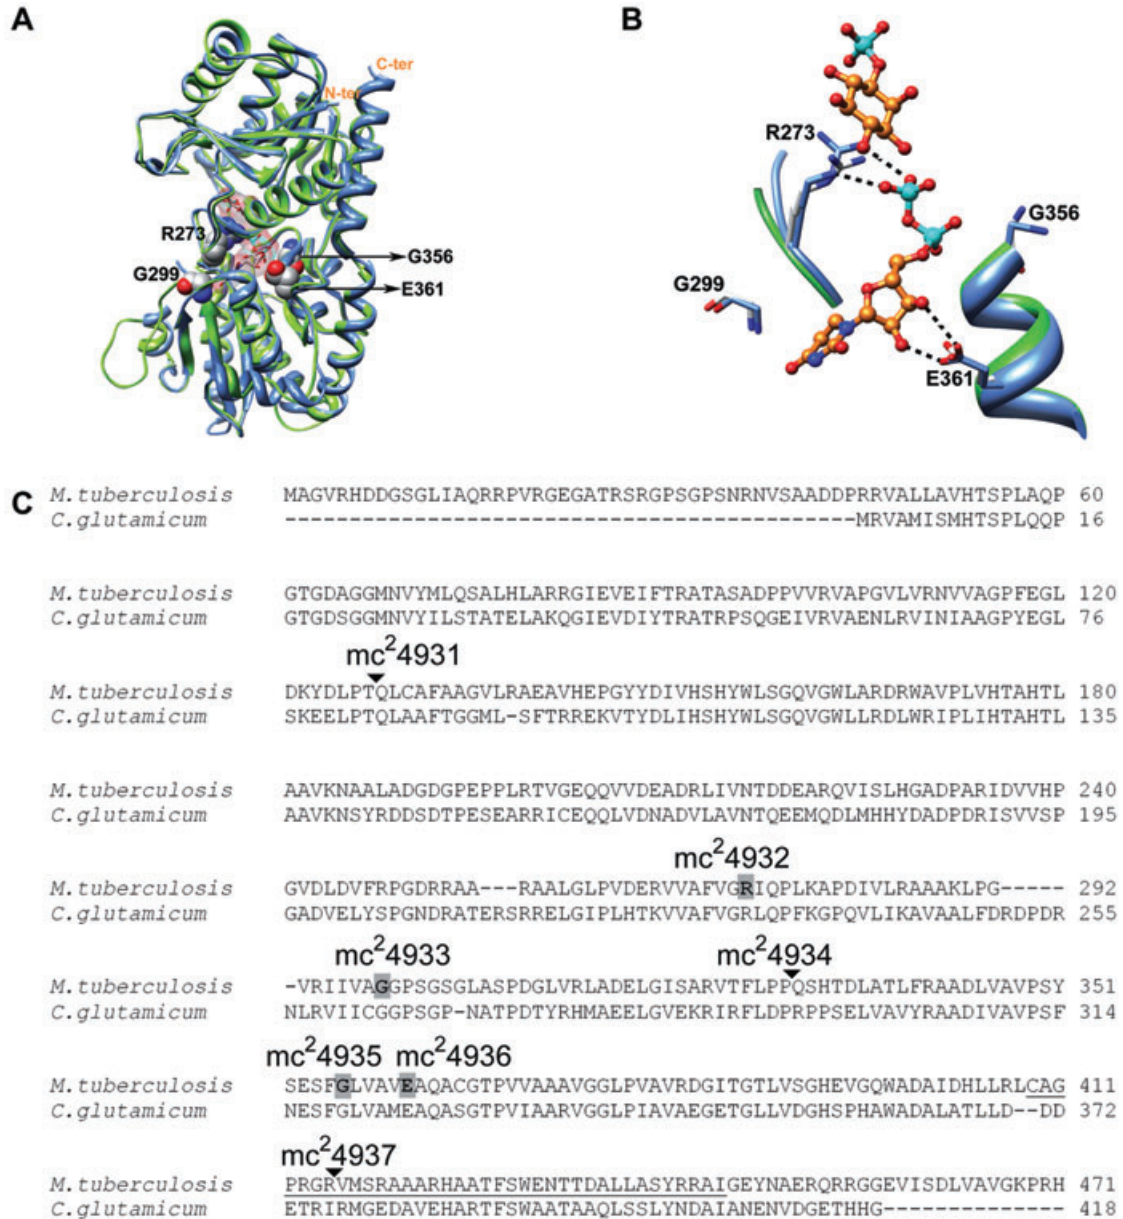 A
C-ter
N-ter
R273
G299
G356
E361
B
R273
G356
G299
E361
C
M.tuberculosis MAGVRHDDGSGLIAQRRPVRGEGATRSRGPSGPSNRNVSAADDPRRVALLAVHTSPLAQP 60
C.glutamicum --------------------------------------------MRVAMISMHTSPLQQP 16
M.tuberculosis GTGDAGGMNVYMLQSALHLARRGIEVEIFTRATASADPPVVRVAPGVLVRNVVAGPFEGL 120
C.glutamicum GTGDSGGMNVYILSTATELAKQGIEVDIYTRATRPSQGEIVRVAENLRVINIAAGPYEGL 76
mc²4931
M.tuberculosis DKYDLPTQLCAFAAGVLRAEAVHEPGYYDIVHSHYWLSGQVGWLARDRWAVPLVHTAHTL 180
C.glutamicum SKEELPTQLAAFTGGML-SFTRREKVTYDLIHSHYWLSGQVGWLLRDLWRIPLIHTAHTL 135
M.tuberculosis AAVKNAALADGDGPEPPLRTVGEQQVVDEADRLIVNTDDEARQVISLHGADPARIDVVHP 240
C.glutamicum AAVKNSYRDDSDTPESEARRICEQQLVDNADVLAVNTQEEMQDLMHHYDADPDRISVVSP 195
mc²4932
M.tuberculosis GVDLDVFRPGDRRAA---RAALGLPVDERVVAFVGRIQPLKAPDIVLRAAAKLPG----- 292
C.glutamicum GADVELYSPGNDRATERSRRELGIPLHTKVVAFVGRLQPFKGPQVLIKAVAALFDRDPDR 255
mc²4933 mc²4934
M.tuberculosis -VRIIVAGGPSGSGLASPDGLVRLADELGISARVTFLPPQSHTDLATLFRAADLVAVPSY 351
C.glutamicum NLRVIICGGPSGP-NATPDTYRHMAEELGVEKRIRFLDPRPPSELVAVYRAADIVAVPSF 314
mc²4935 mc²4936
M.tuberculosis SESFGLVAVEAQACGTPVVAAAVGGLPVAVRDGITGTLVSGHEVGQWADAIDHLLRLCAG 411
C.glutamicum NESFGLVAMEAQASGTPVIAARVGGLPIAVAEGETGLLVDGHSPHAWADALATLLD--DD 372
mc²4937
M.tuberculosis PRGRVMSRAAARHAATFSWENTTDALLASYRRAIGEYNAERQRRGGEVISDLVAVGKPRH 471
C.glutamicum ETRIRMGEDAVEHARTFSWAATAAQLSSLYNDAIANENVDGETHHG-------------- 418